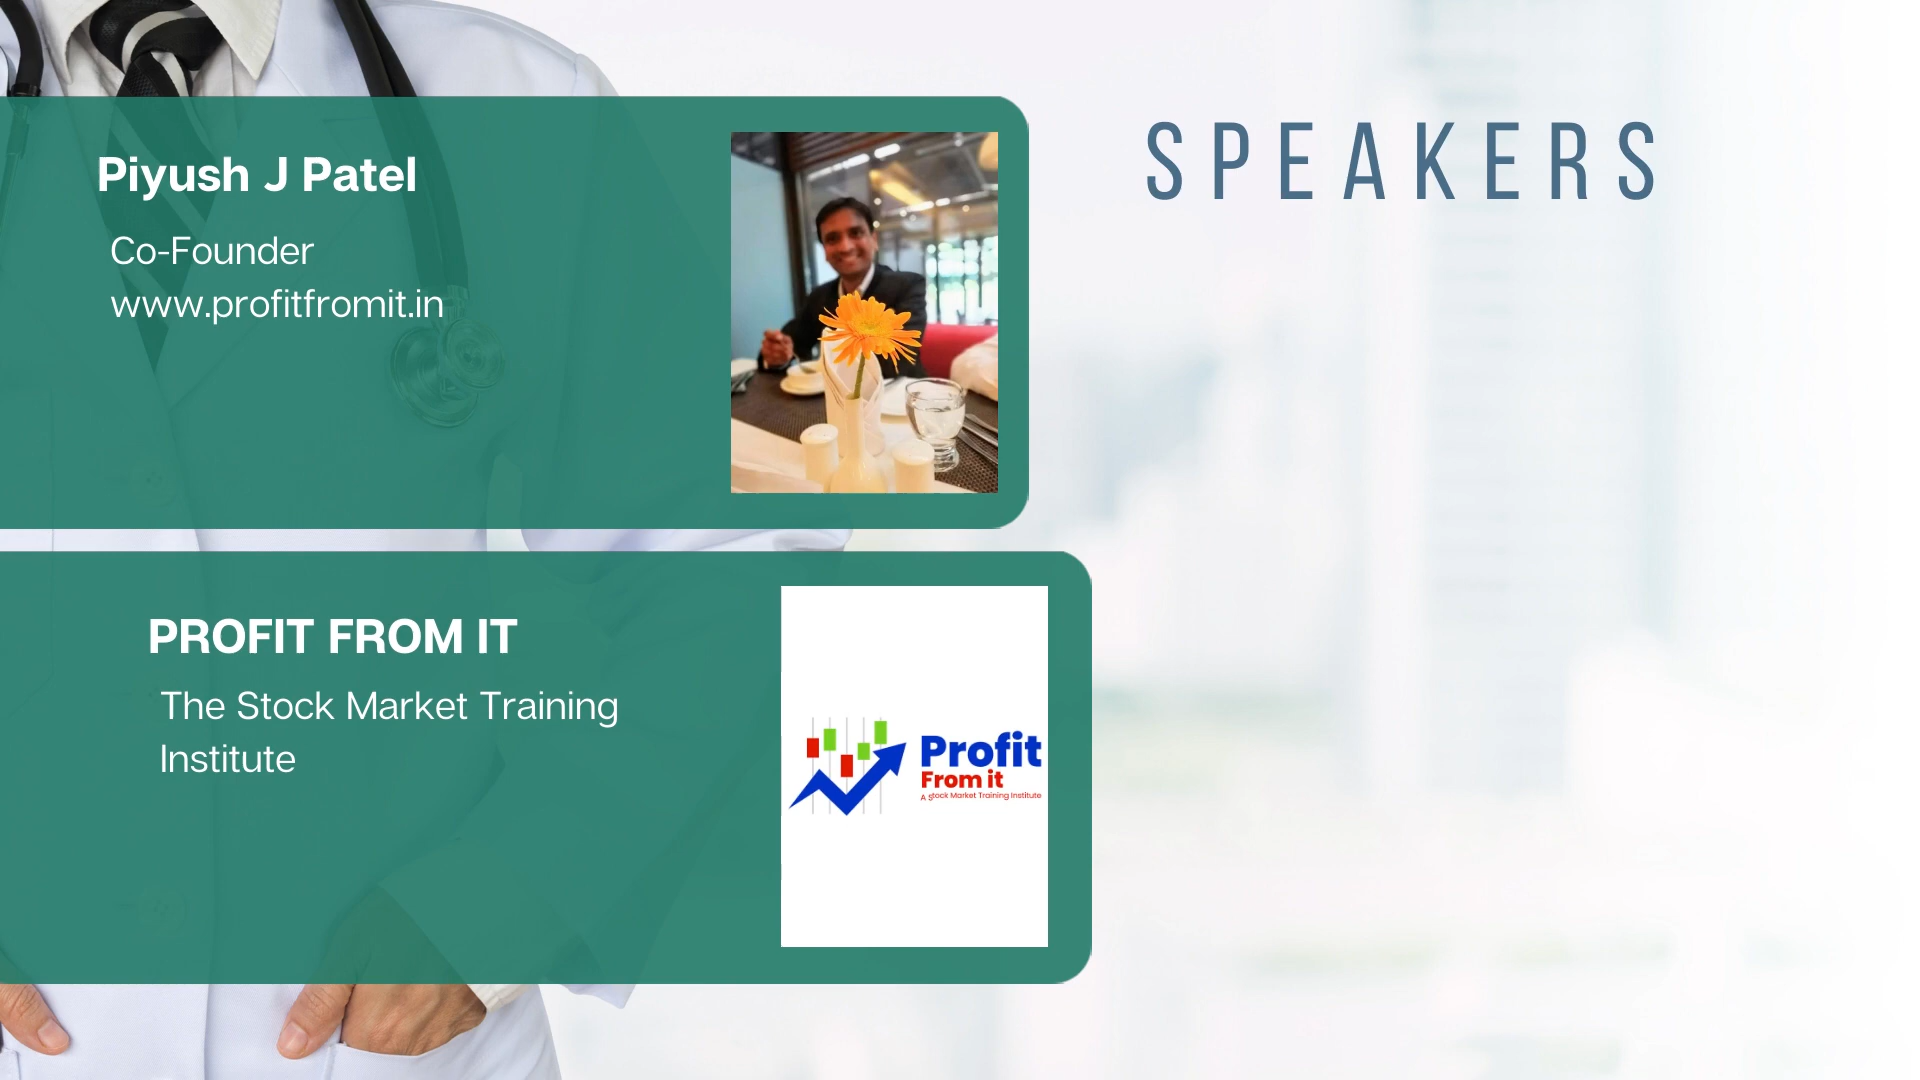 SPEAKERS
Piyush J Patel
Co-Founder
www.profitfromit.in
PROFIT FROM IT
The Stock Market Training
Institute
Profit
From it
A Stock Market Training Institute